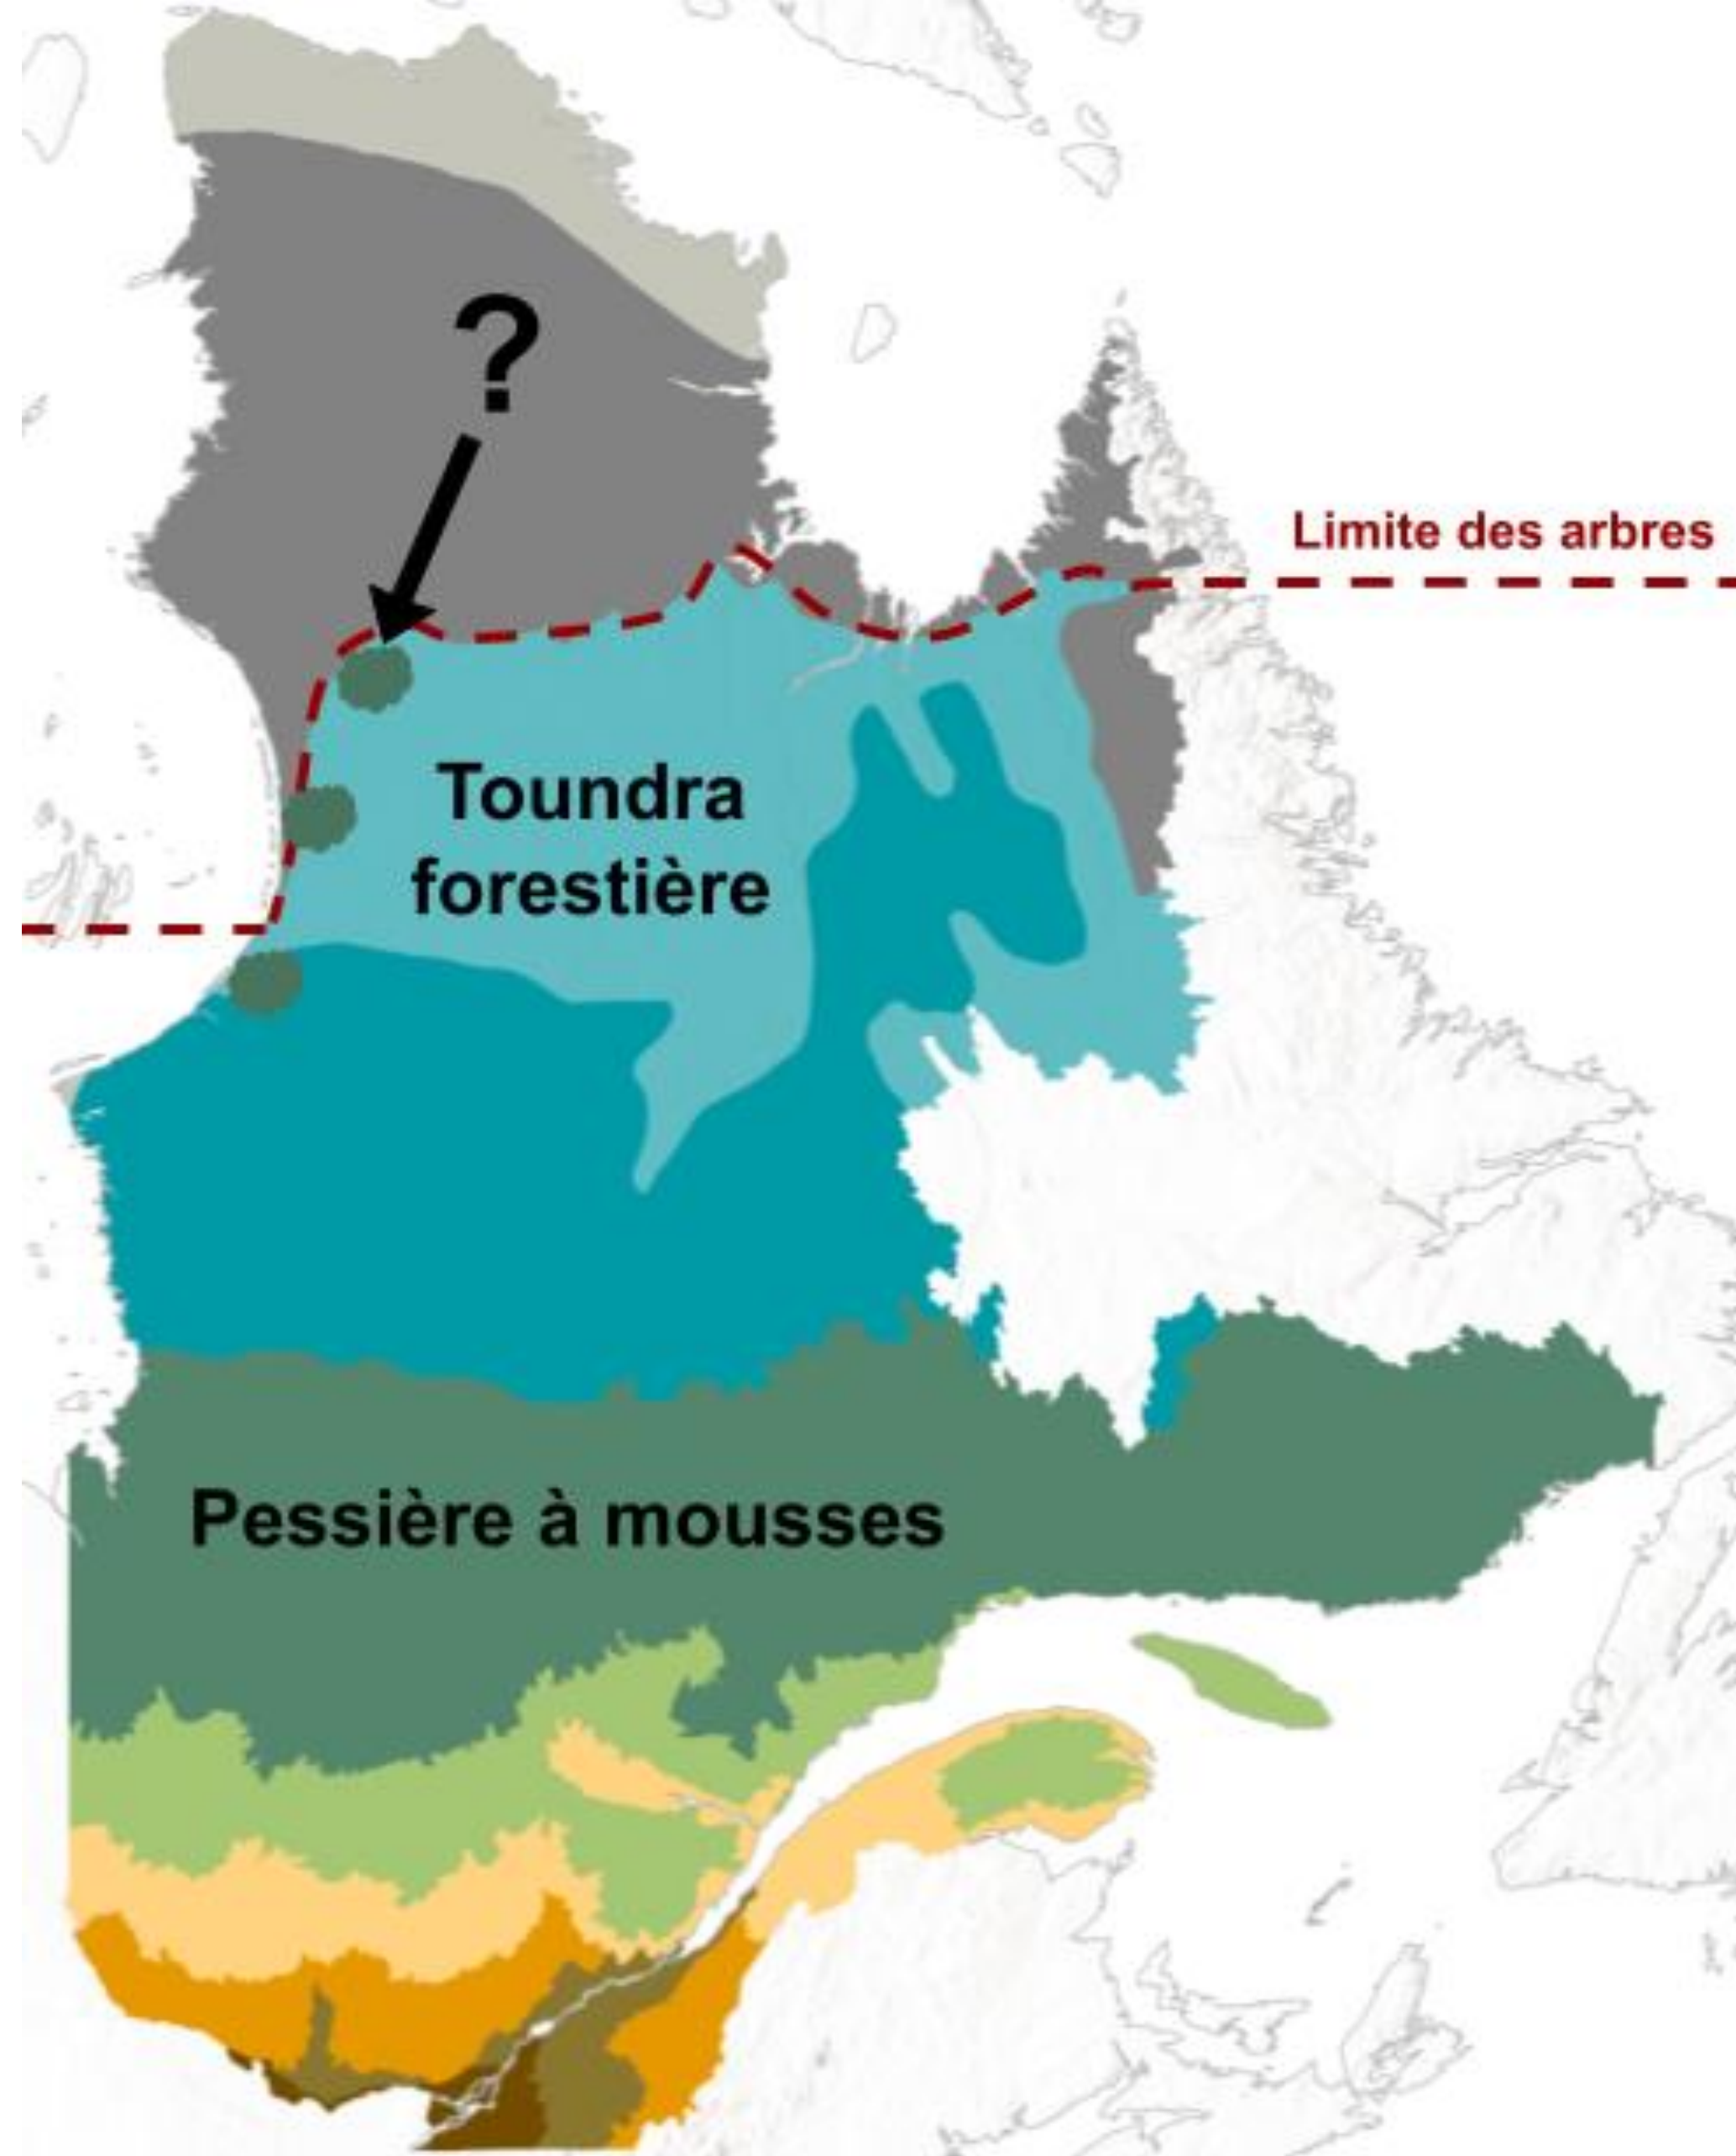 ?
Limite des arbres
Toundra
forestière
Pessière à mousses